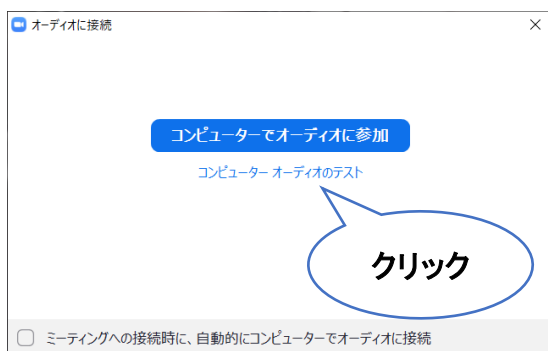 オーディオに接続
コンピューターでオーディオに参加
コンピューター オーディオのテスト
クリック
ミーティングへの接続時に、自動的にコンピューターでオーディオに接続